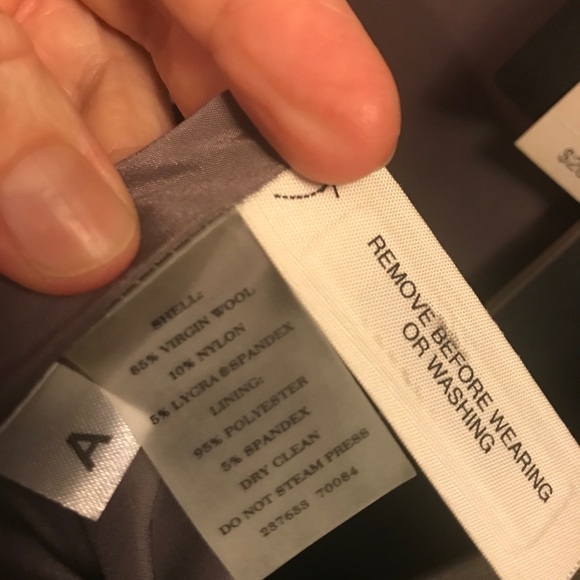 SHELL:
85% VIRGIN WOOL
10% NYLON
5% LYCRA ®SPANDEX
LINING:
95% POLYESTER
5% SPANDEX
DRY CLEAN
DO NOT STEAM PRESS
237633 70084
A
REMOVE BEFORE WEARING
OR WASHING